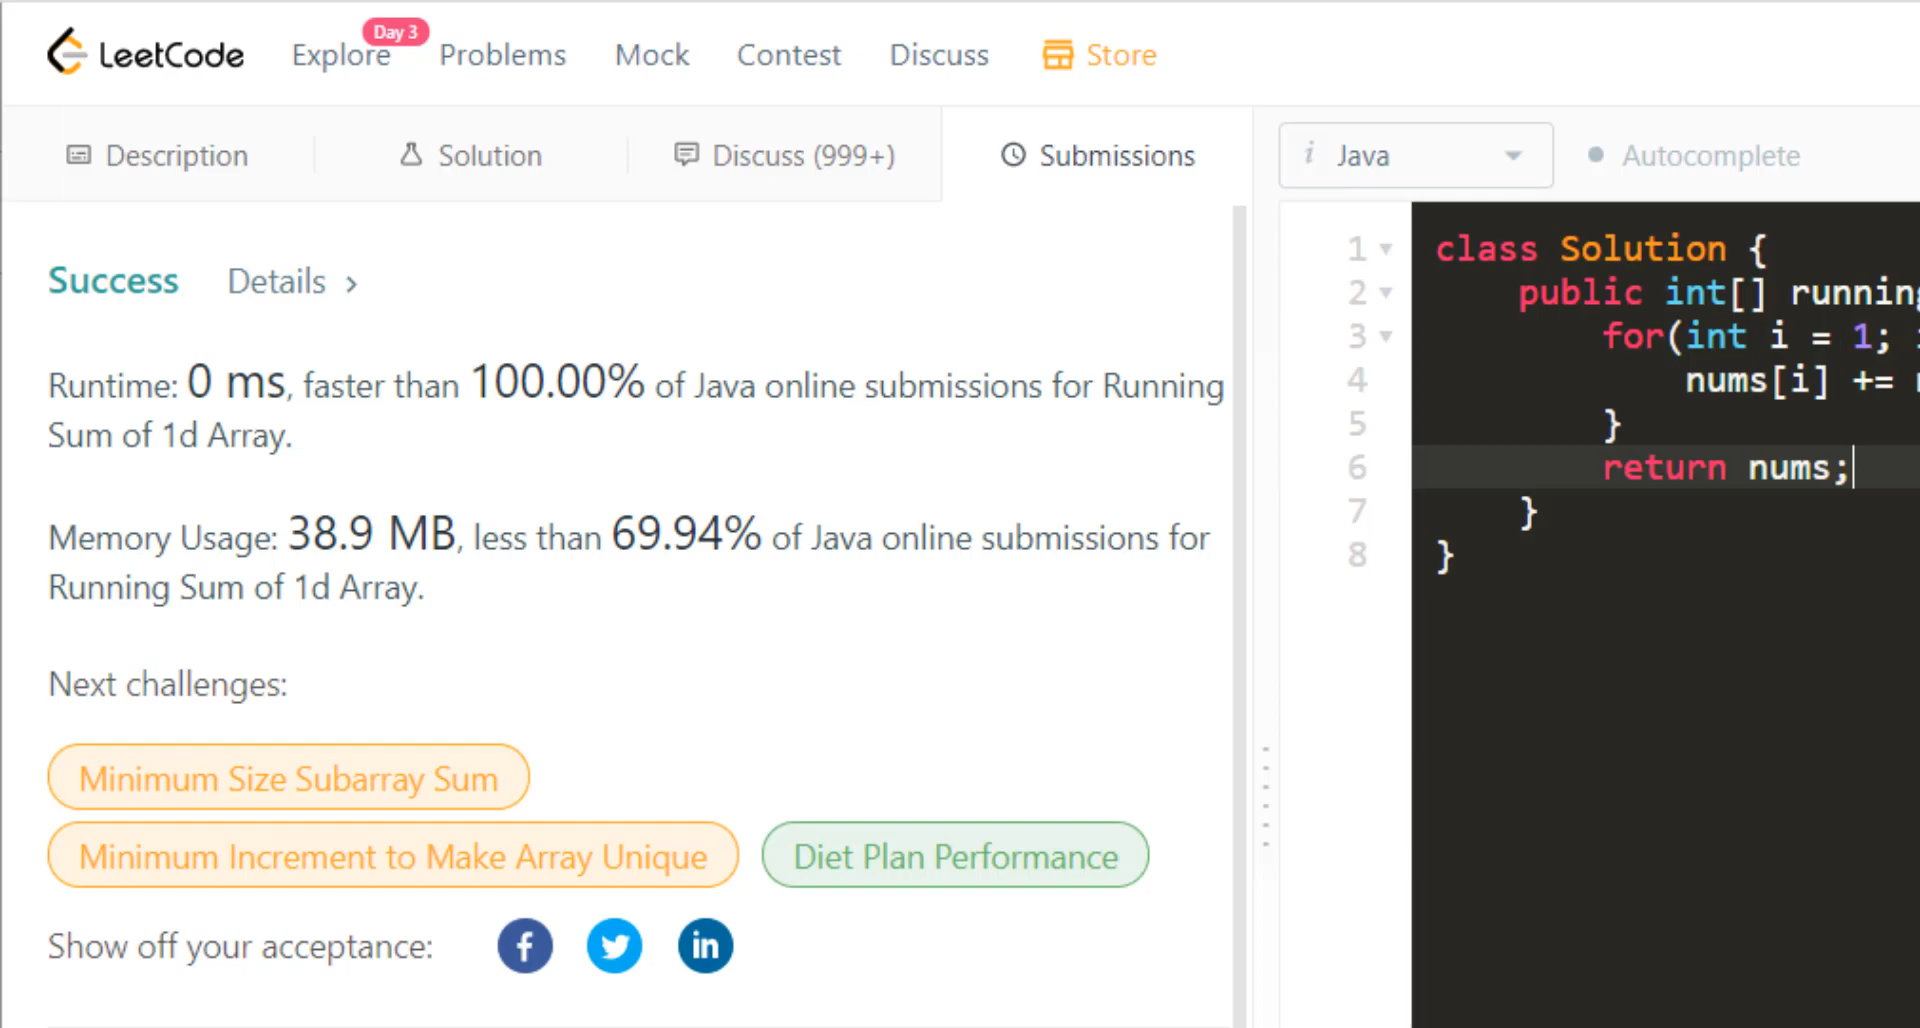 LeetCode Explore Day 3 Problems Mock Contest Discuss Store
Description Solution Discuss (999+) Submissions
i Java Autocomplete
Success Details >
Runtime: 0 ms, faster than 100.00% of Java online submissions for Running
Sum of 1d Array.
Memory Usage: 38.9 MB, less than 69.94% of Java online submissions for
Running Sum of 1d Array.
Next challenges:
Minimum Size Subarray Sum
Minimum Increment to Make Array Unique Diet Plan Performance
Show off your acceptance: f in
1 class Solution {
2 public int[] running
3 for(int i = 1;
4 nums[i] +=
5 }
6 return nums;
7 }
8 }